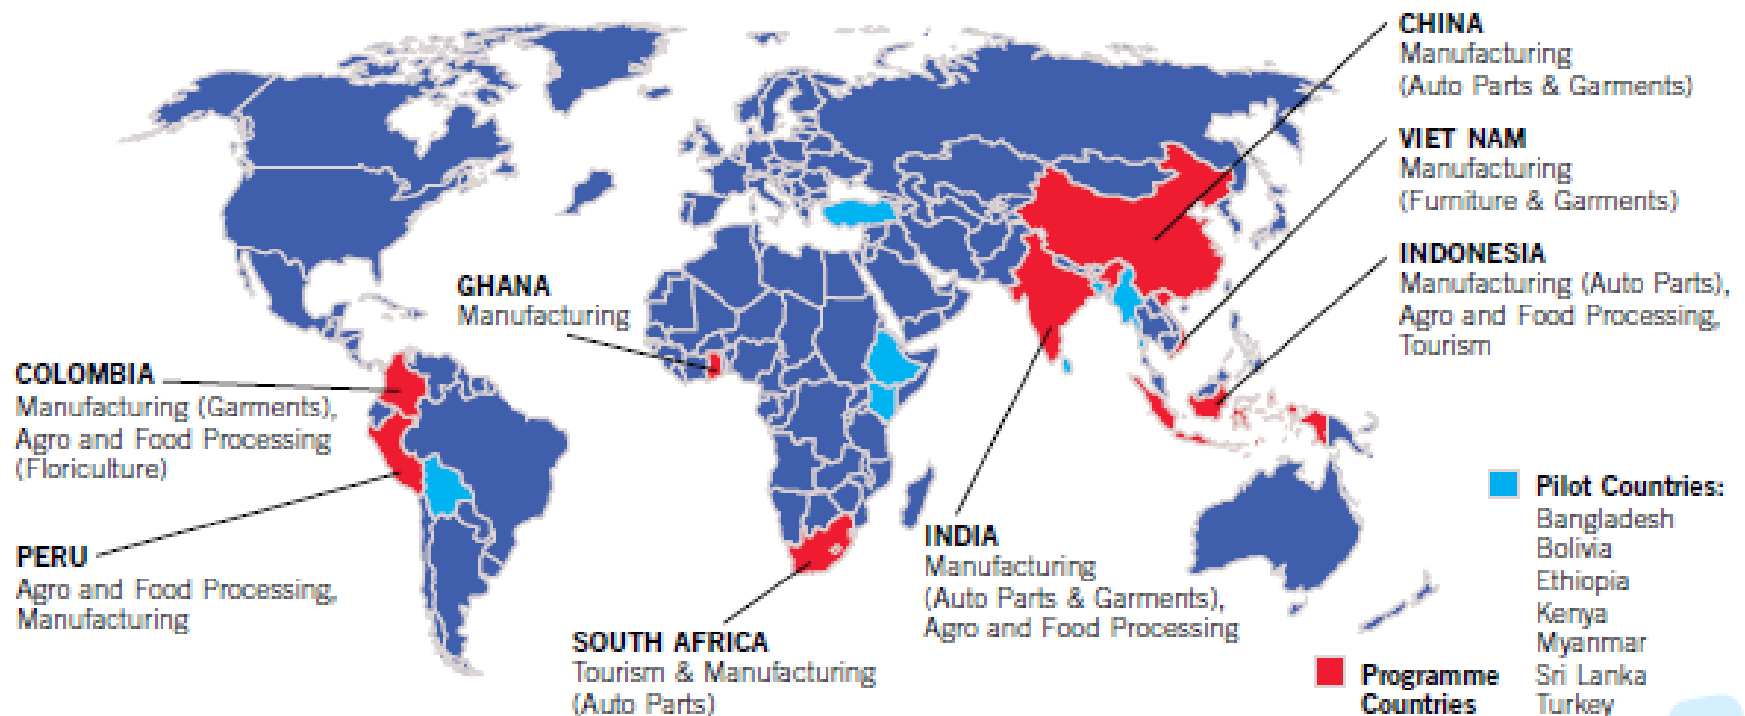 CHINA
Manufacturing
(Auto Parts & Garments)
VIET NAM
Manufacturing
(Furniture & Garments)
INDONESIA
Manufacturing (Auto Parts),
Agro and Food Processing,
Tourism
GHANA
Manufacturing
COLOMBIA
Manufacturing (Garments),
Agro and Food Processing
(Floriculture)
PERU
Agro and Food Processing,
Manufacturing
SOUTH AFRICA
Tourism & Manufacturing
(Auto Parts)
INDIA
Manufacturing
(Auto Parts & Garments),
Agro and Food Processing
Pilot Countries:
Bangladesh
Bolivia
Ethiopia
Kenya
Myanmar
Sri Lanka
Turkey
Programme
Countries